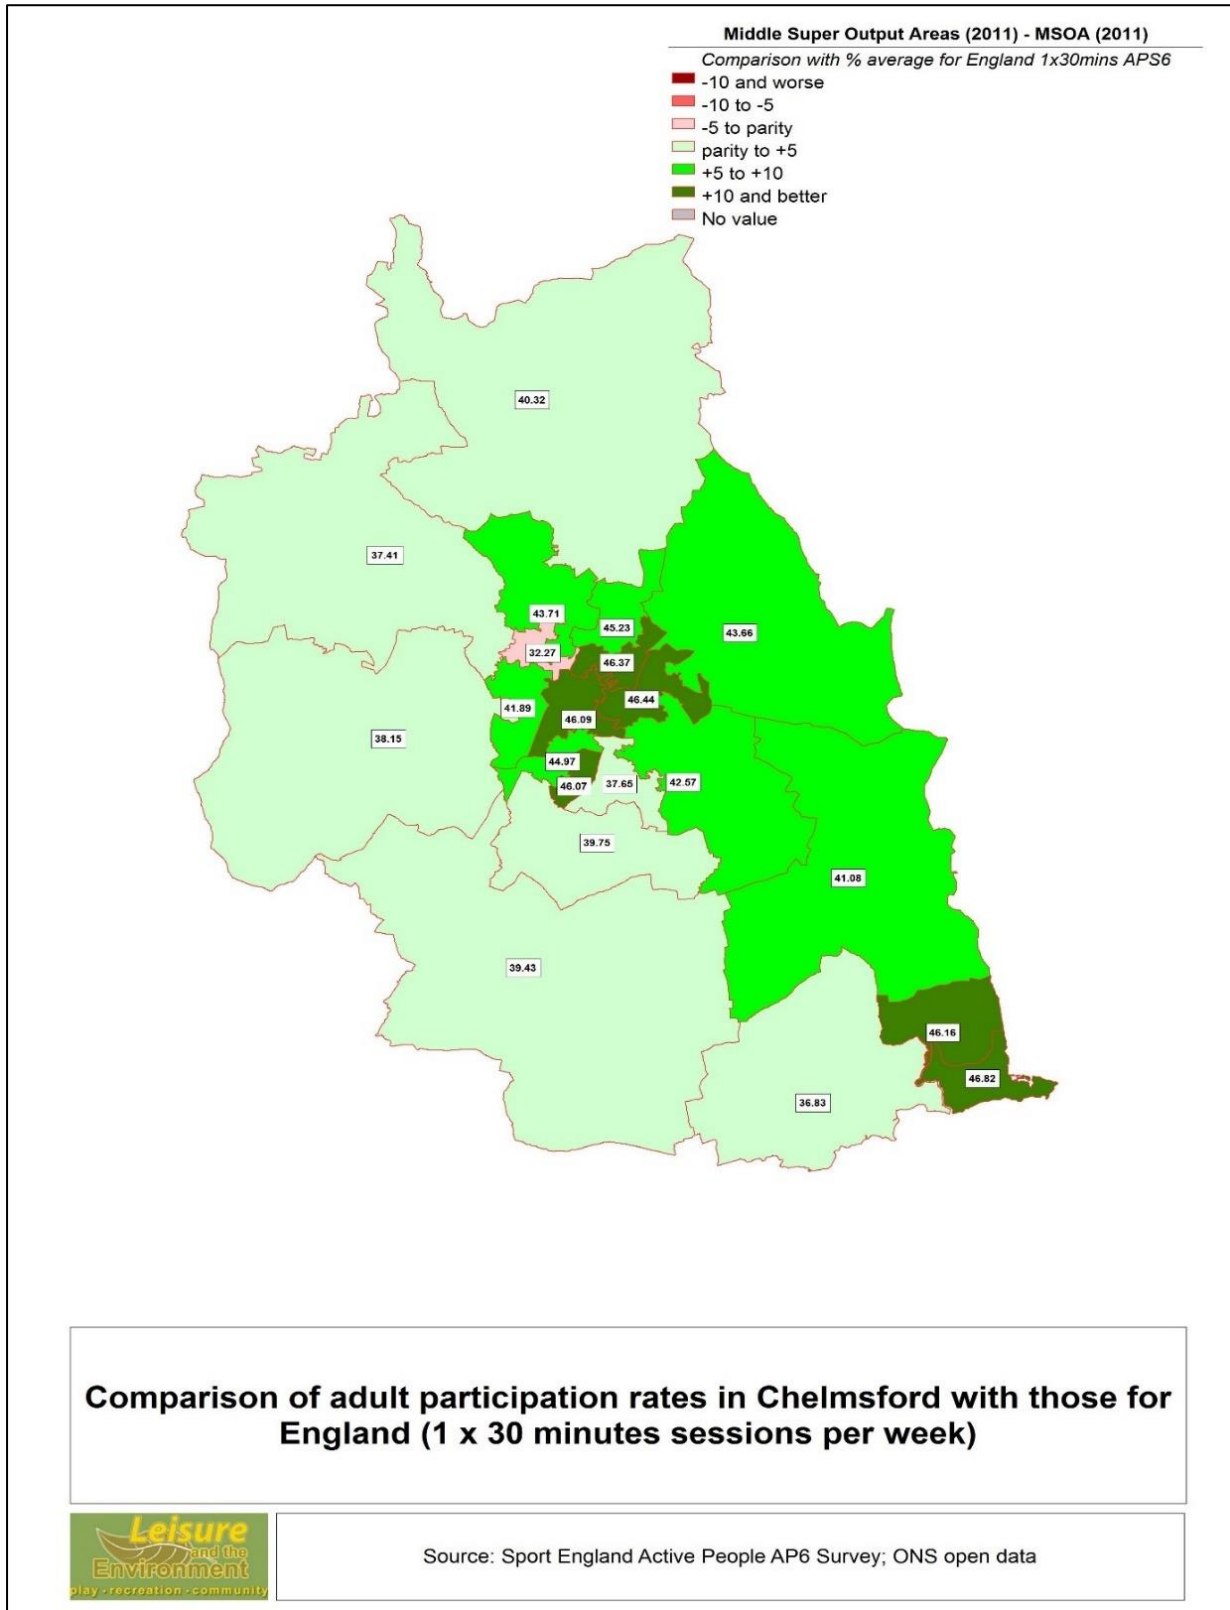 Middle Super Output Areas (2011) - MSOA (2011)
Comparison with % average for England 1x30mins APS6
-10 and worse
-10 to -5
-5 to parity
parity to +5
+5 to +10
+10 and better
No value
40.32
37.41
43.71
45.23
43.66
32.27
46.37
46.44
41.89
46.09
38.15
44.97
46.07
37.65
42.57
39.75
41.08
39.43
46.16
46.82
36.83
Comparison of adult participation rates in Chelmsford with those for
England (1 x 30 minutes sessions per week)
Leisure
and the
Environment
play - recreation - community
Source: Sport England Active People AP6 Survey; ONS open data